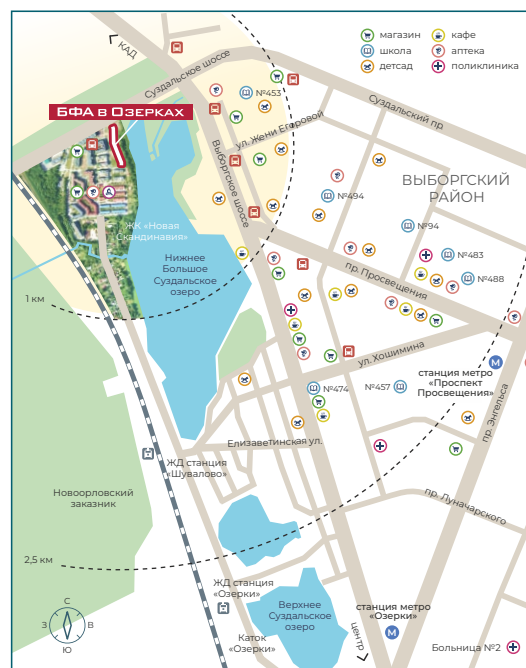 КАД
магазин
кафе
школа
аптека
детсад
поликлиника
Суздальское шоссе
№453
Суздальский пр.
БФА в Озерках
ул. Жени Егоровой
Выборгское шоссе
ВЫБОРГСКИЙ
РАЙОН
№494
№94
ЖК «Новая
Скандинавия»
Нижнее
Большое
Суздальское
озеро
№483
№488
пр. Просвещения
1 км
ул. Хошимина
станция метро
«Проспект
Просвещения»
М
№474
№457
пр. Энгельса
Елизаветинская ул.
ЖД станция
«Шувалово»
Новоорловский
заказник
пр. Луначарского
2,5 км
ЖД станция
«Озерки»
Верхнее
Суздальское
озеро
станция метро
«Озерки»
М
С
З
В
Ю
Каток
«Озерки»
центр
Больница №2